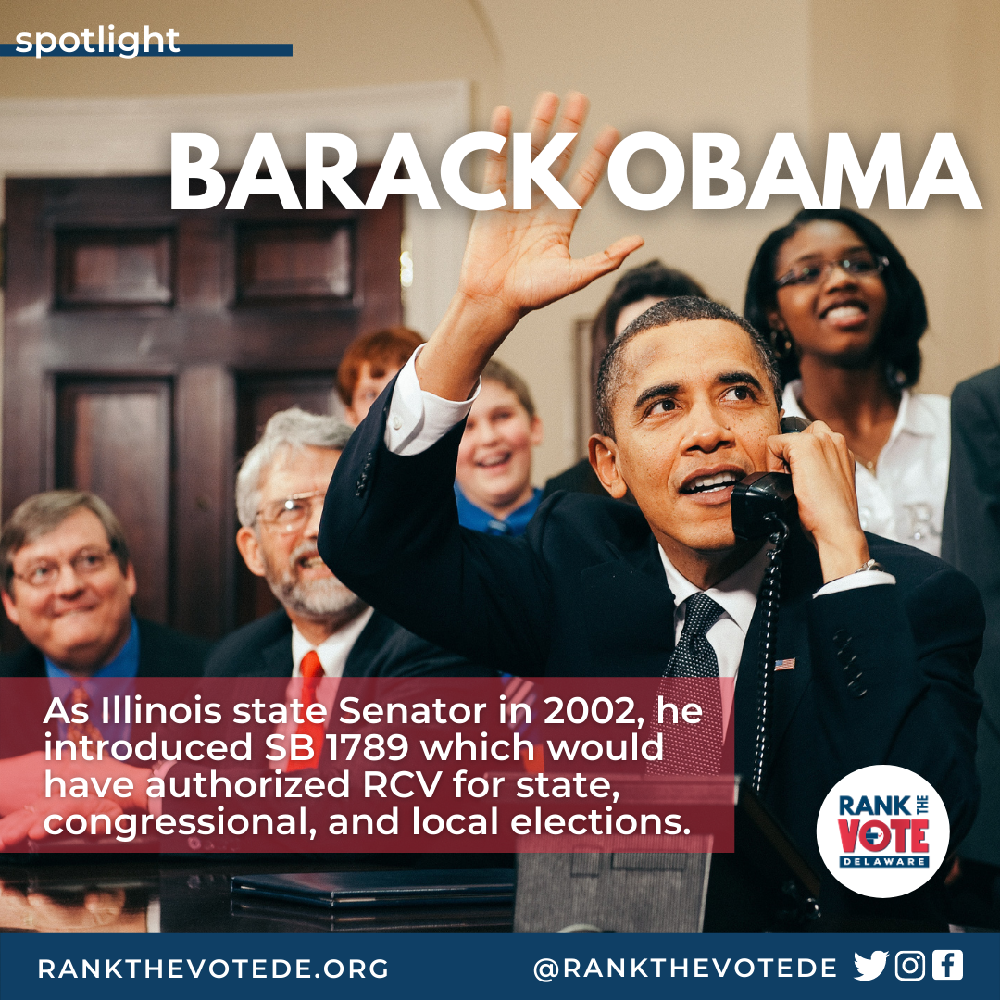 spotlight
BARACK OBAMA
As Illinois state Senator in 2002, he
introduced SB 1789 which would
have authorized RCV for state,
congressional, and local elections.
RANK THE
VOTE
DELAWARE
RANKTHEVOTEDE.ORG
@RANKTHEVOTEDE